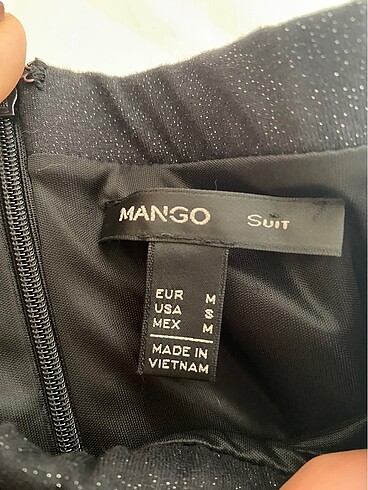 MANGO SUIT
EUR M
USA S
MEX M
MADE IN
VIETNAM